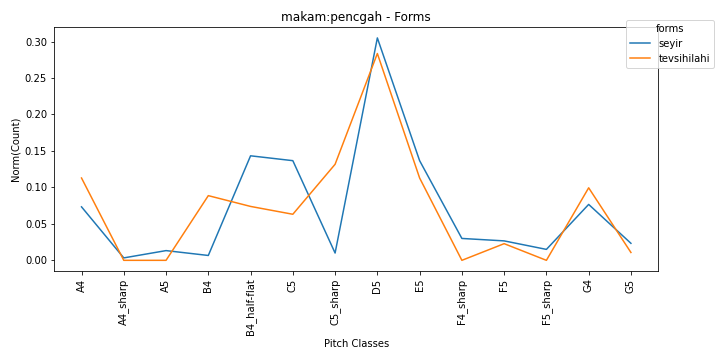 makam:pencgah - Forms
forms
seyir
tevsihilahi
Norm(Count)
0.30
0.25
0.20
0.15
0.10
0.05
0.00
A4
A4_sharp
A5
B4
B4_half-flat
C5
C5_sharp
D5
E5
F4_sharp
F5
F5_sharp
G4
G5
Pitch Classes